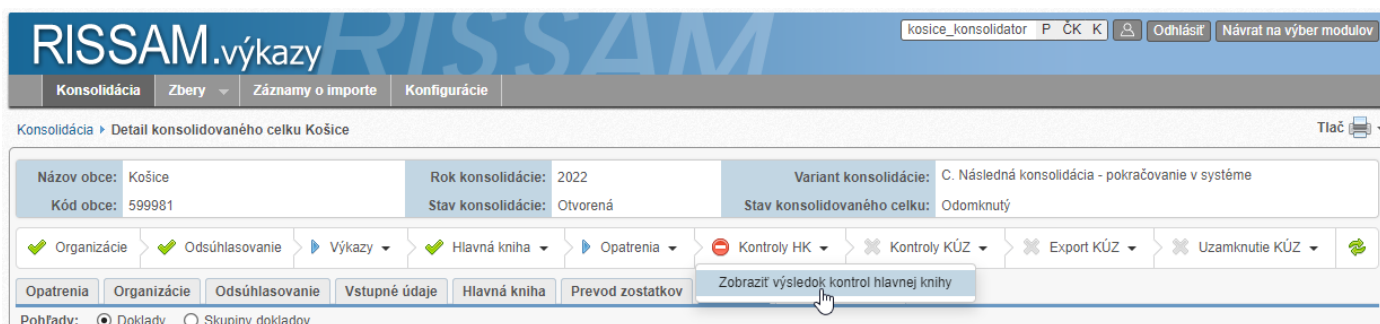 RISSAM.výkazy
RISSAM
kosice_konsolidator P ČK K Odhlásiť Návrat na výber modulov
Konsolidácia Zbery Záznamy o importe Konfigurácie
Konsolidácia Detail konsolidovaného celku Košice Tlač
Názov obce: Košice Rok konsolidácie: 2022 Variant konsolidácie: C. Následná konsolidácia - pokračovanie v systéme
Kód obce: 599981 Stav konsolidácie: Otvorená Stav konsolidovaného celku: Odomknutý
Organizácie Odsúhlasovanie Výkazy Hlavná kniha Opatrenia Kontroly HK Kontroly KÚZ Export KÚZ Uzamknutie KÚZ
Zobraziť výsledok kontrol hlavnej knihy
Opatrenia Organizácie Odsúhlasovanie Vstupné údaje Hlavná kniha Prevod zostatkov
Pohľady: Doklady Skupiny dokladov